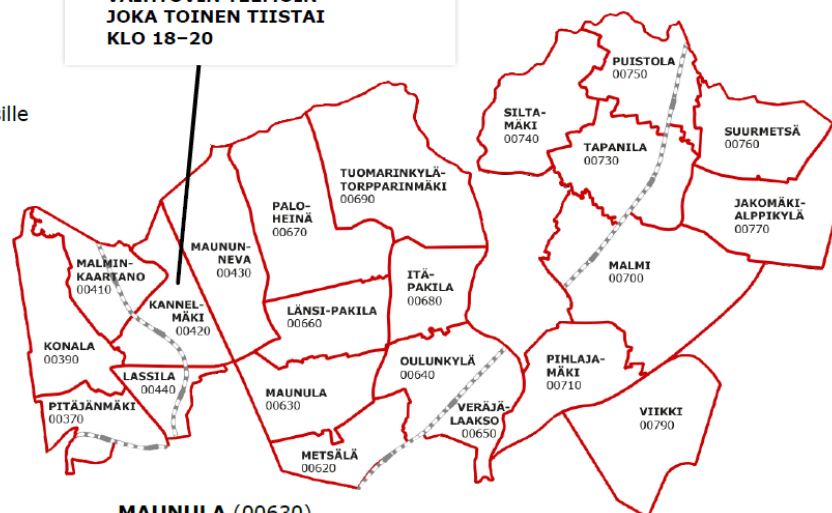 JOKA TOINEN TIISTAI
KLO 18–20
PUISTOLA
00750
SILTA-
MÄKI
00740
TAPANILA
00730
SUURMETSÄ
00760
TUOMARINKYLÄ-
TORPPARINMÄKI
00690
JAKOMÄKI-
ALPPIKYLÄ
00770
PALO-
HEINÄ
00670
MAUNUN-
NEVA
00430
MALMIN-
KAARTANO
00410
ITÄ-
PAKILA
00680
MALMI
00700
KANNEL-
MÄKI
00420
LÄNSI-PAKILA
00660
KONALA
00390
LASSILA
00440
OULUNKYLÄ
00640
PIHLAJA-
MÄKI
00710
MAUNULA
00630
PITÄJÄNMÄKI
00370
VERÄJÄ-
LAAKSO
00650
VIIKKI
00790
METSÄLÄ
00620
MAUNULA (00630)